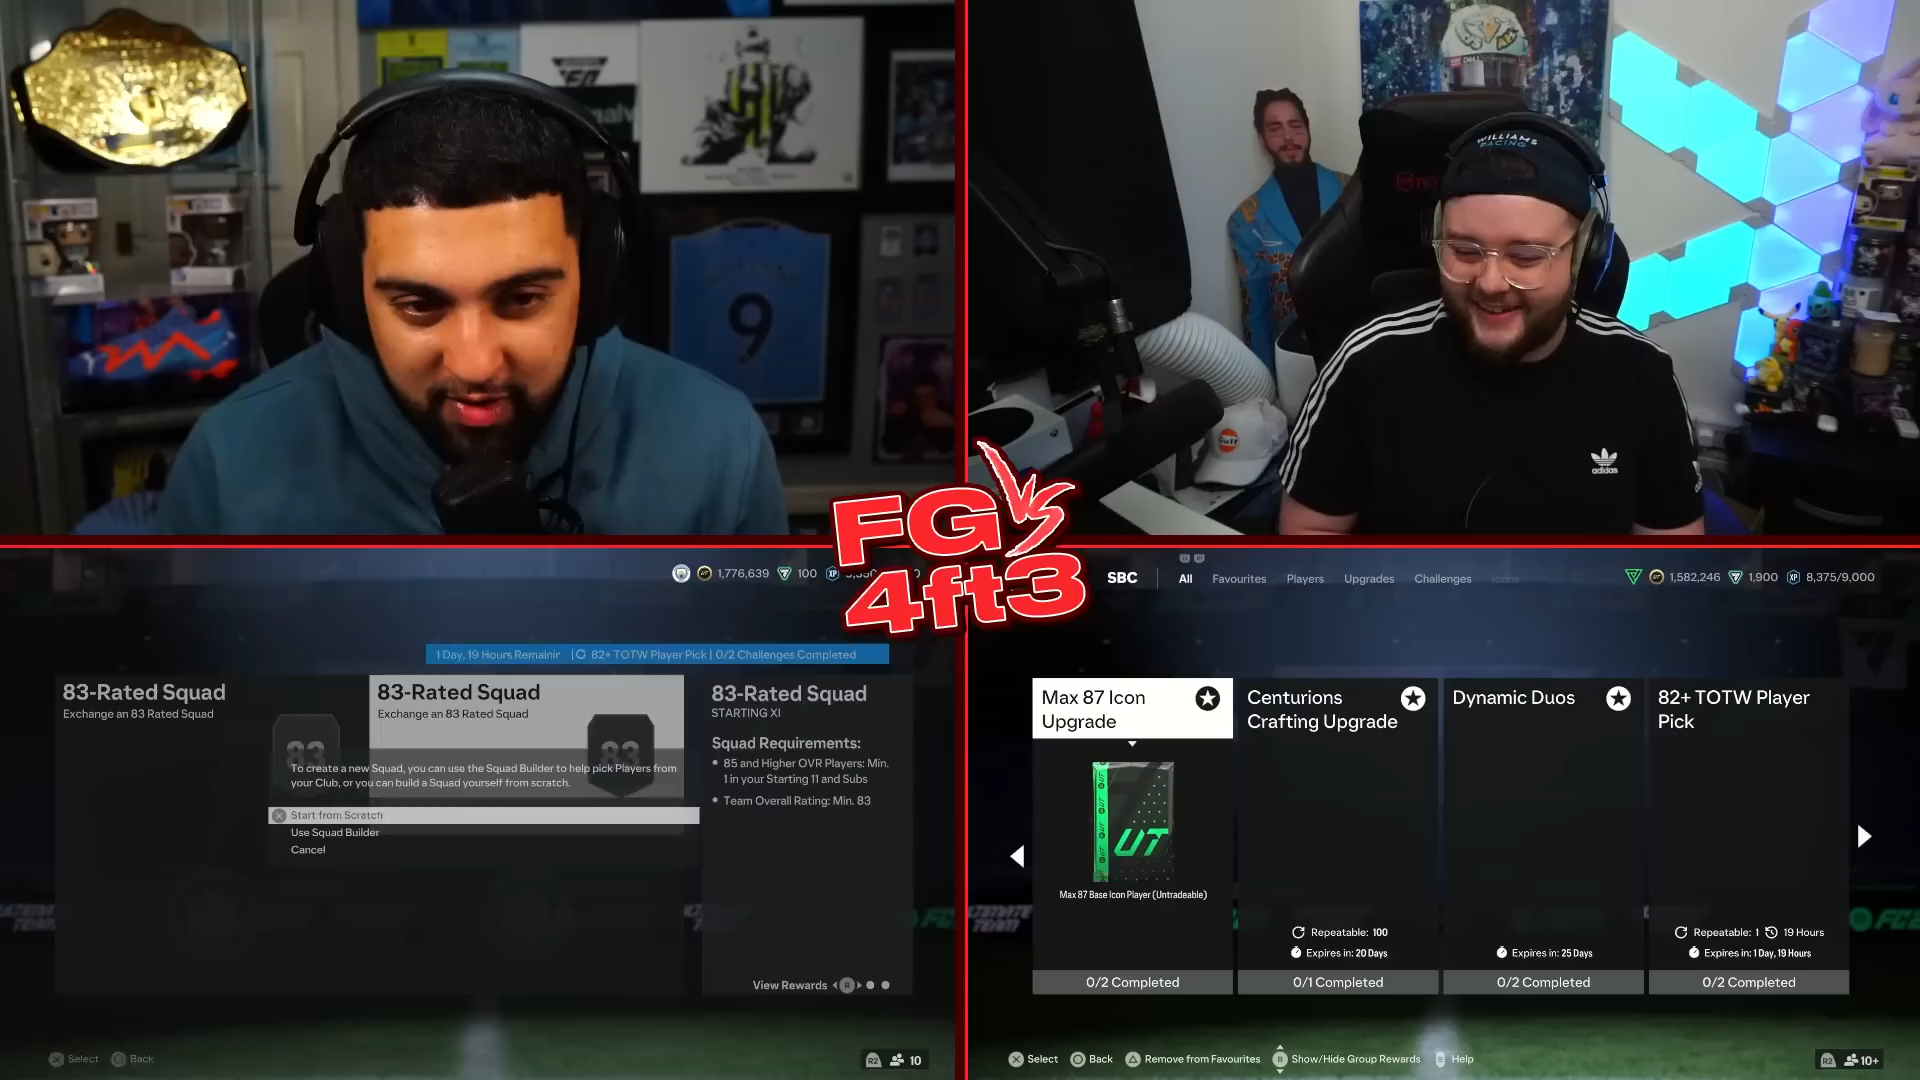 WILLIAMS
RACING
9
Gulf
adidas
FG VS
4ft3
1,776,639
100
1 Day, 19 Hours Remainin
82+ TOTW Player Pick | 0/2 Challenges Completed
83-Rated Squad
Exchange an 83 Rated Squad
83
83-Rated Squad
Exchange an 83 Rated Squad
83
To create a new Squad, you can use the Squad Builder to help pick Players from
your Club, or you can build a Squad yourself from scratch.
Start from Scratch
Use Squad Builder
Cancel
83-Rated Squad
STARTING XI
Squad Requirements:
85 and Higher OVR Players: Min.
1 in your Starting 11 and Subs
Team Overall Rating: Min. 83
View Rewards
R
Select
Back
R2
10
SBC
All
Favourites
Players
Upgrades
Challenges
Icons
1,582,246
1,900
XP
8,375/9,000
Max 87 Icon
Upgrade
UT
Max 87 Base Icon Player (Untradeable)
0/2 Completed
Centurions
Crafting Upgrade
Repeatable: 100
Expires in: 20 Days
0/1 Completed
Dynamic Duos
Expires in: 25 Days
0/2 Completed
82+ TOTW Player
Pick
Repeatable: 1
19 Hours
Expires in: 1 Day, 19 Hours
0/2 Completed
Select
Back
Remove from Favourites
R
Show/Hide Group Rewards
Help
R2
10+